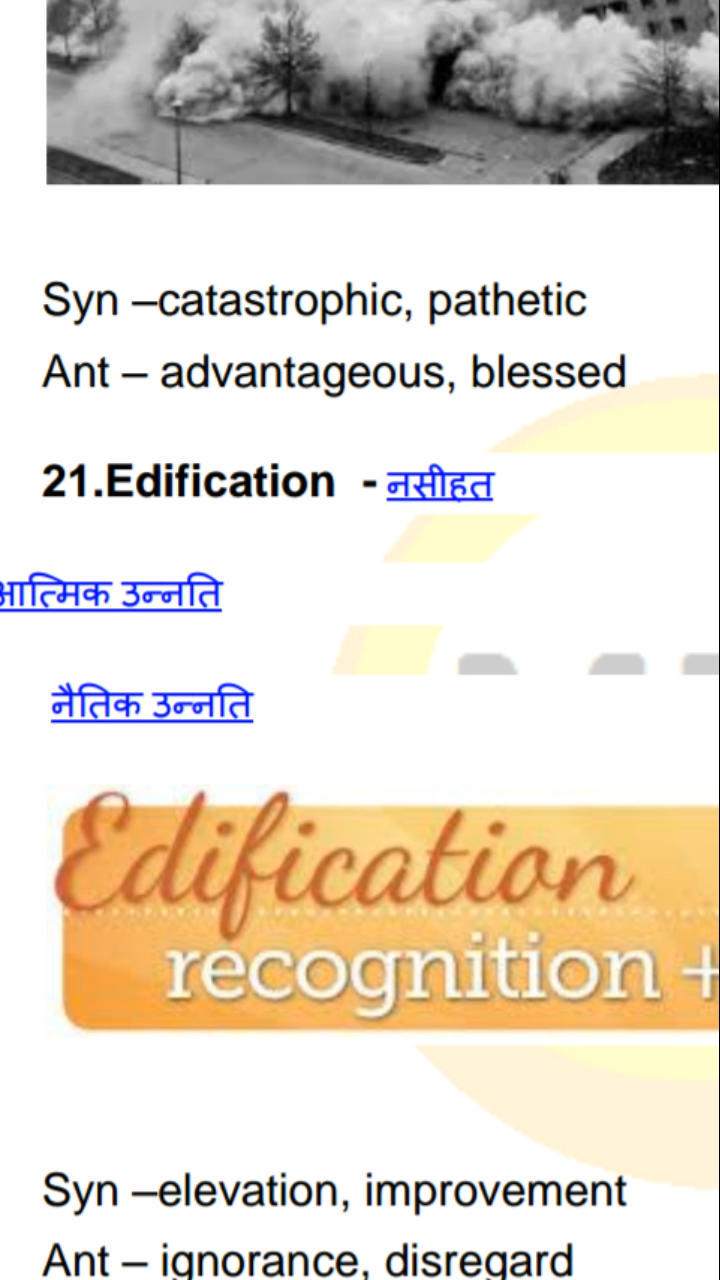 Syn –catastrophic, pathetic
Ant – advantageous, blessed
21.Edification - नसीहत
आत्मिक उन्नति
नैतिक उन्नति
Edification
recognition +
Syn –elevation, improvement
Ant – ignorance, disregard